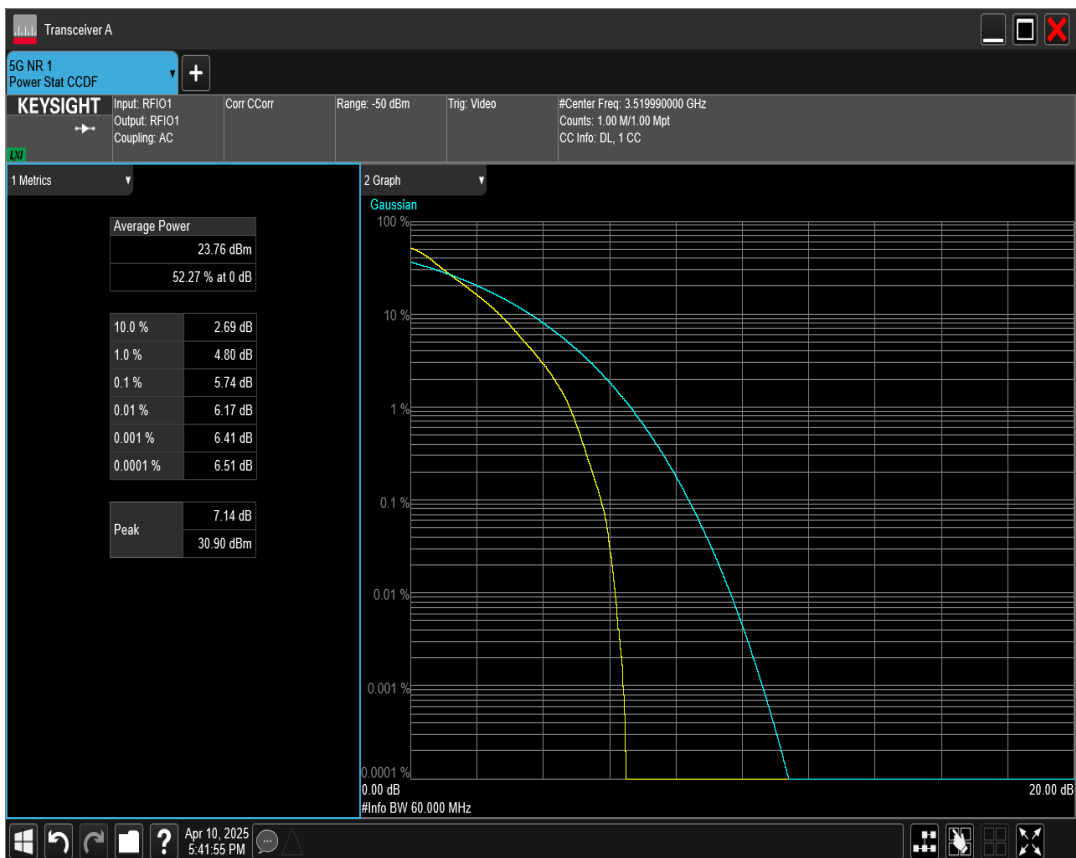 Transceiver A
5G NR 1
Power Stat CCDF
+
KEYSIGHT
LXI
Input: RFIO1
Output: RFIO1
Coupling: AC
Corr CCorr
Range: -50 dBm
Trig: Video
#Center Freq: 3.519990000 GHz
Counts: 1.00 M/1.00 Mpt
CC Info: DL, 1 CC
1 Metrics
Average Power
23.76 dBm
52.27 % at 0 dB
10.0 % 2.69 dB
1.0 % 4.80 dB
0.1 % 5.74 dB
0.01 % 6.17 dB
0.001 % 6.41 dB
0.0001 % 6.51 dB
Peak
7.14 dB
30.90 dBm
2 Graph
Gaussian
100 %
10 %
1 %
0.1 %
0.01 %
0.001 %
0.0001 %
0.00 dB
20.00 dB
#Info BW 60.000 MHz
?
Apr 10, 2025
5:41:55 PM